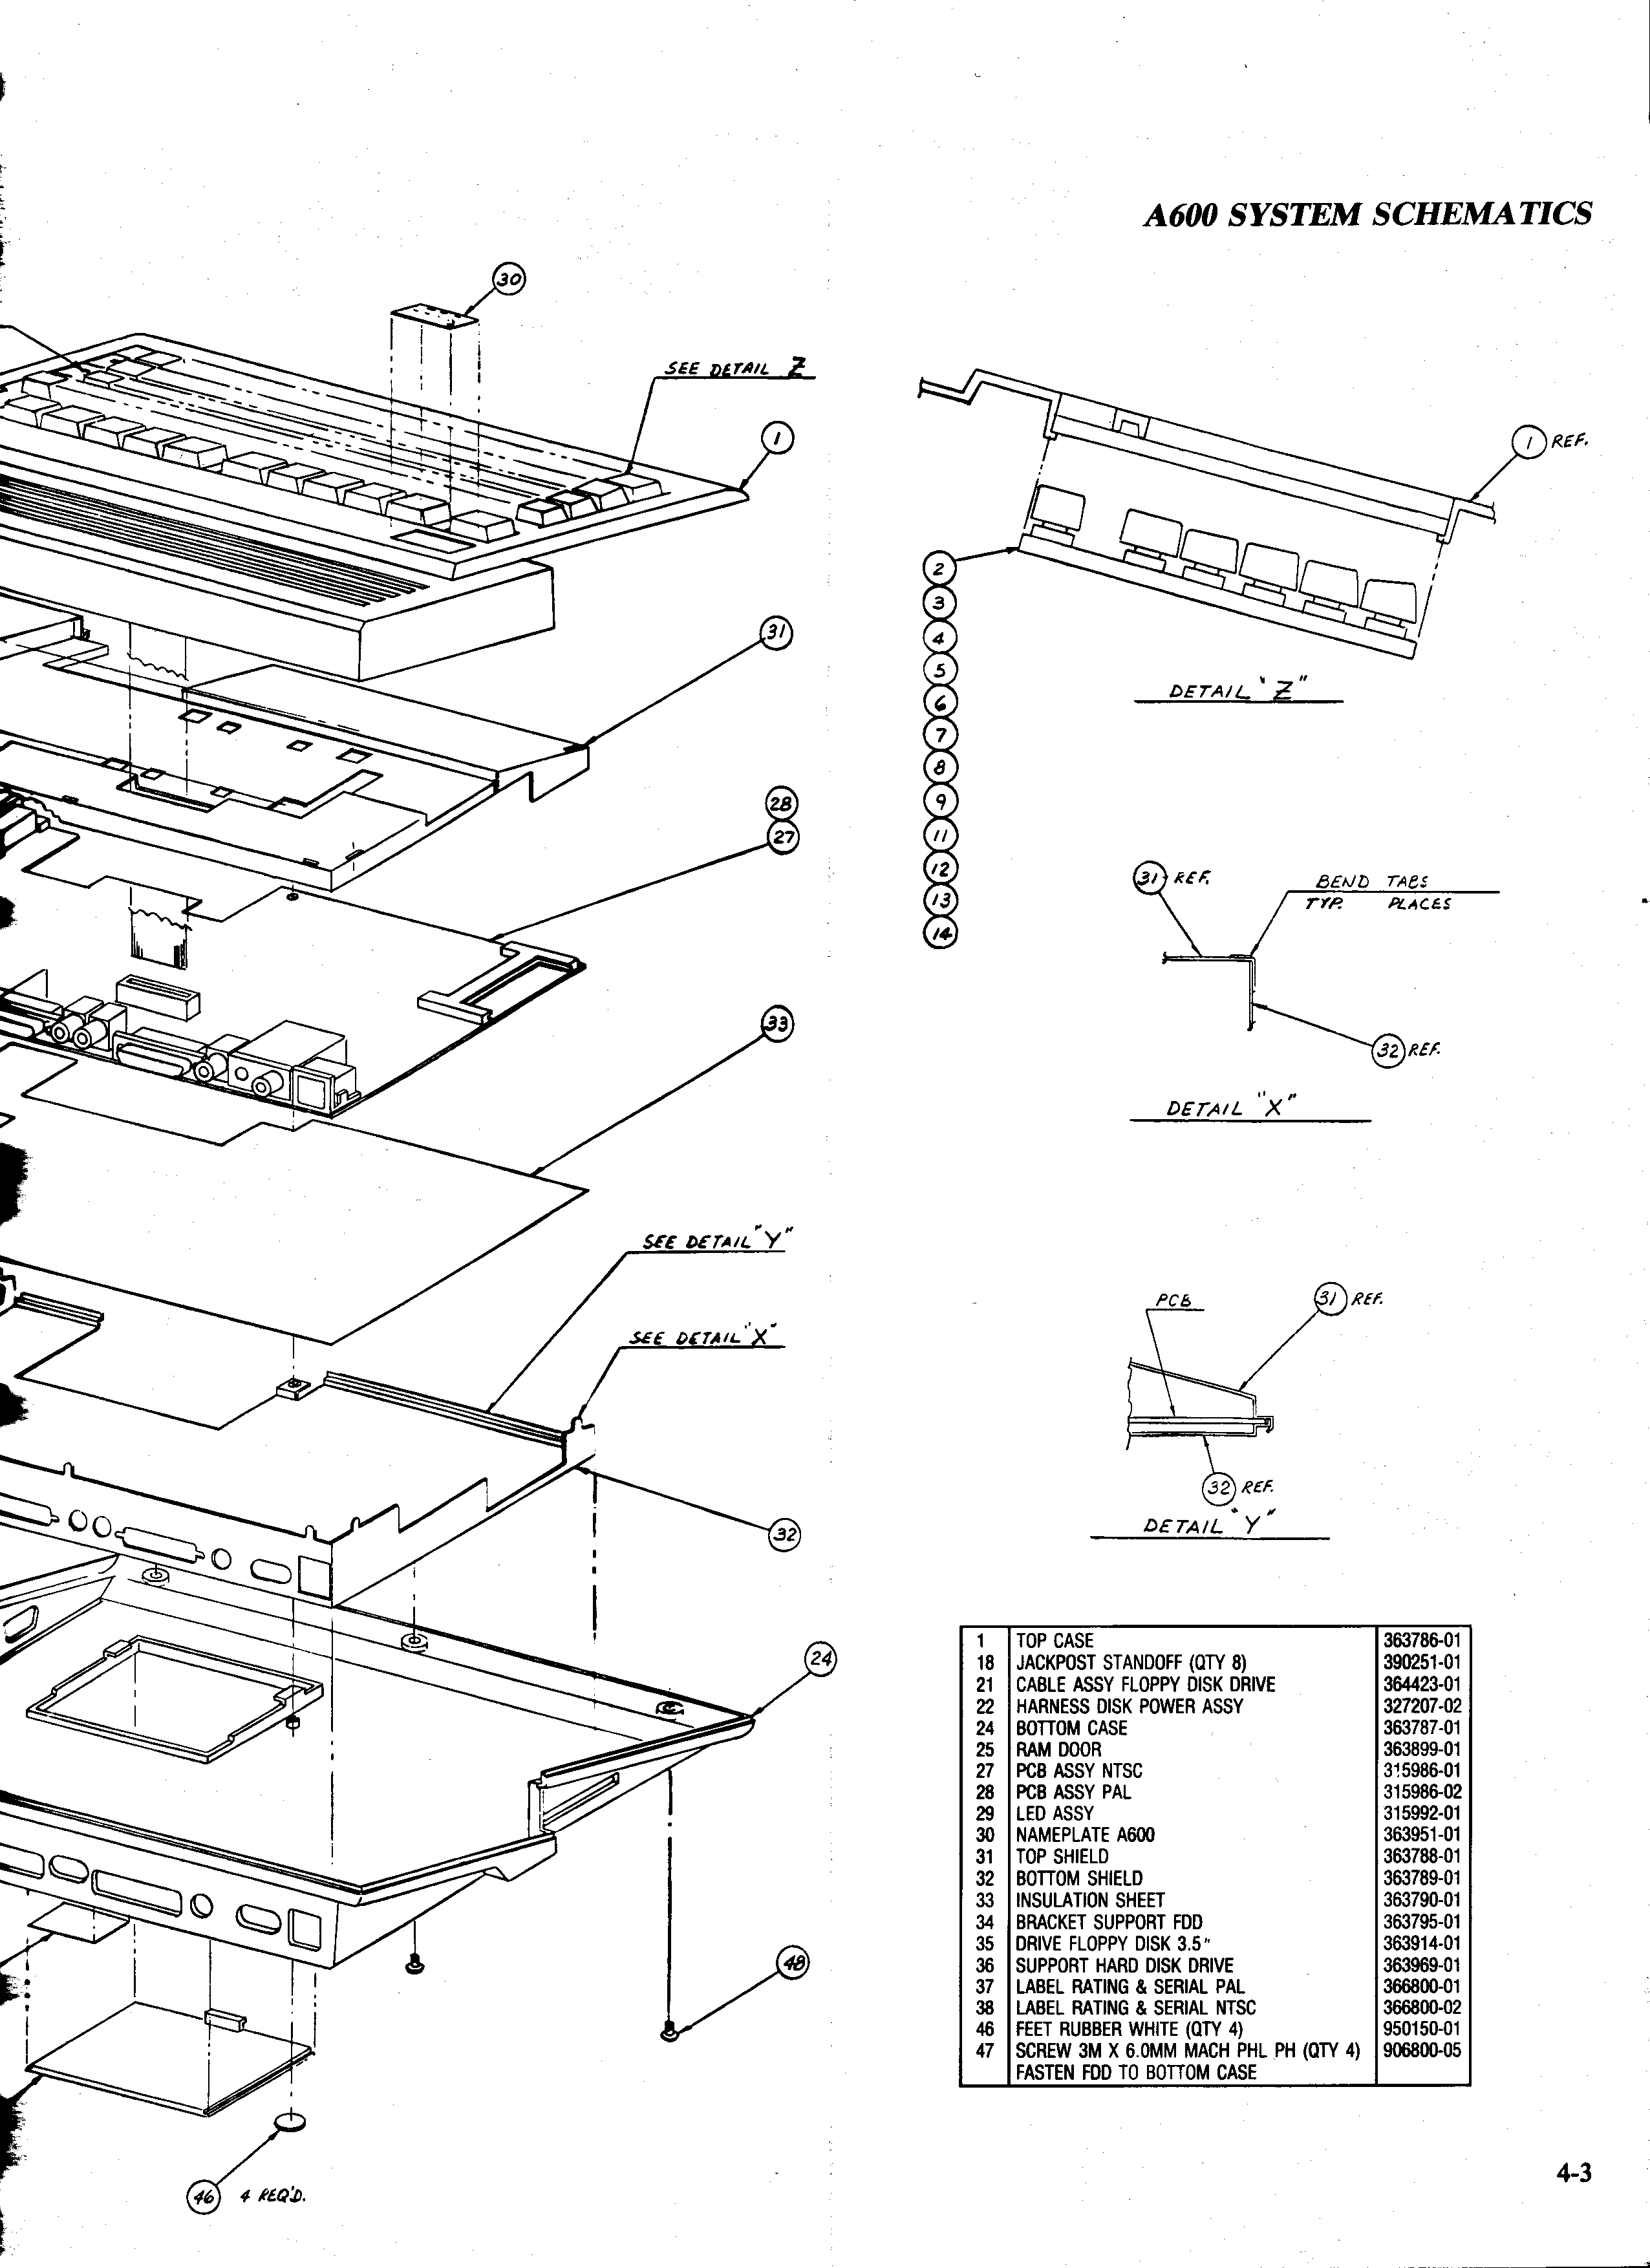 A600 SYSTEM SCHEMATICS
30
SEE DETAIL Z
1
31
28
27
33
SEE DETAIL "Y"
SEE DETAIL "X"
32
24
48
46 4 REQ'D.
1 REF.
2
3
4
5
6
7
8
9
11
12
13
14
DETAIL "Z"
31 REF.
BEND TABS
TYP. PLACES
32 REF.
DETAIL "X"
PCB
31 REF.
32 REF.
DETAIL "Y"
1 TOP CASE 363786-01
18 JACKPOST STANDOFF (QTY 8) 390251-01
21 CABLE ASSY FLOPPY DISK DRIVE 364423-01
22 HARNESS DISK POWER ASSY 327207-02
24 BOTTOM CASE 363787-01
25 RAM DOOR 363899-01
27 PCB ASSY NTSC 315986-01
28 PCB ASSY PAL 315986-02
29 LED ASSY 315992-01
30 NAMEPLATE A600 363951-01
31 TOP SHIELD 363788-01
32 BOTTOM SHIELD 363789-01
33 INSULATION SHEET 363790-01
34 BRACKET SUPPORT FDD 363795-01
35 DRIVE FLOPPY DISK 3.5" 363914-01
36 SUPPORT HARD DISK DRIVE 363969-01
37 LABEL RATING & SERIAL PAL 366800-01
38 LABEL RATING & SERIAL NTSC 366800-02
46 FEET RUBBER WHITE (QTY 4) 950150-01
47 SCREW 3M X 6.0MM MACH PHL PH (QTY 4) 906800-05
FASTEN FDD TO BOTTOM CASE
4-3